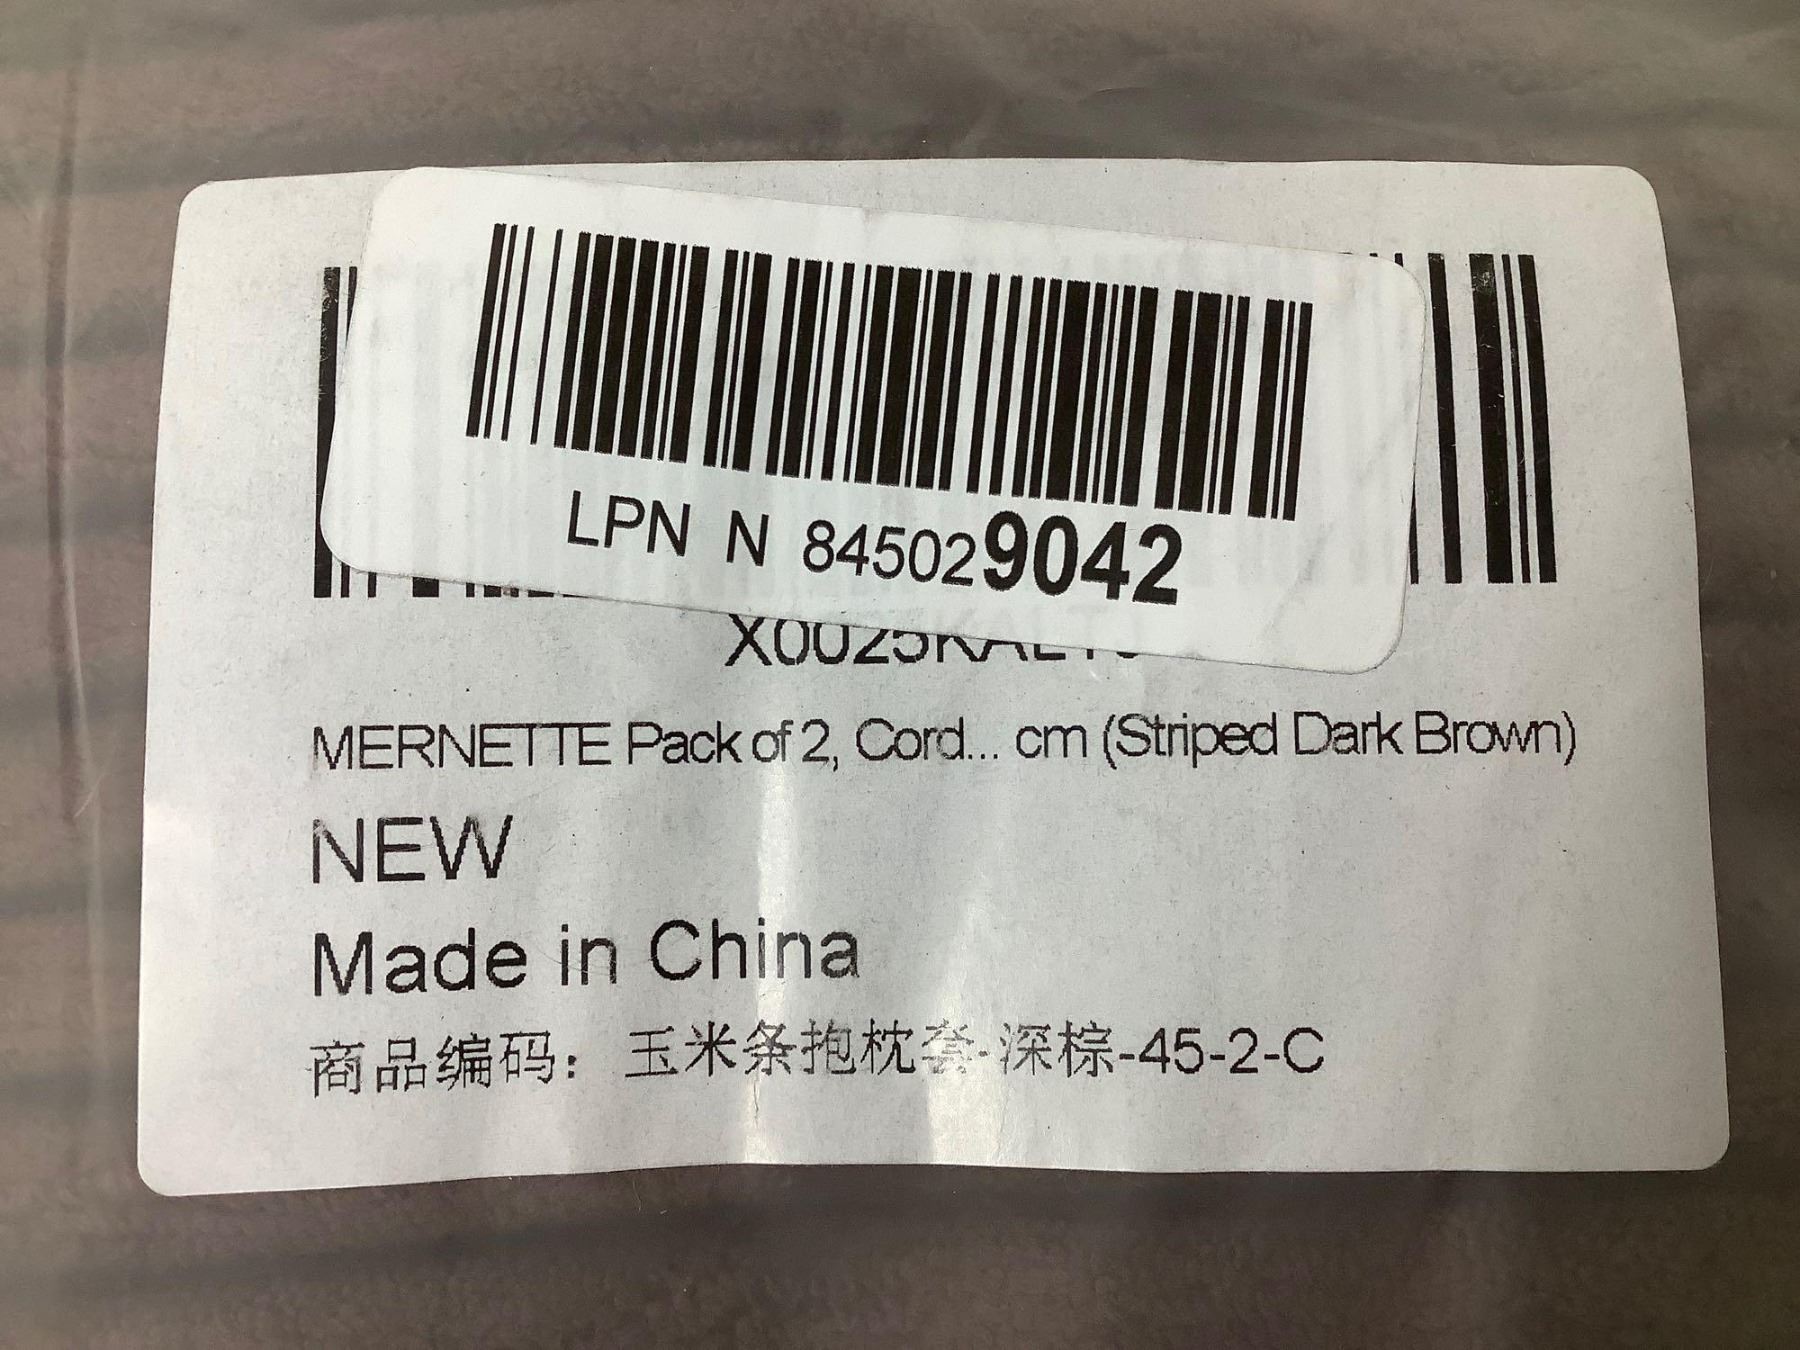 LPN N 845029042
MERNETTE Pack of 2, Cord... cm (Striped Dark Brown)
NEW
Made in China
商品编码：玉米条抱枕套-深棕-45-2-C